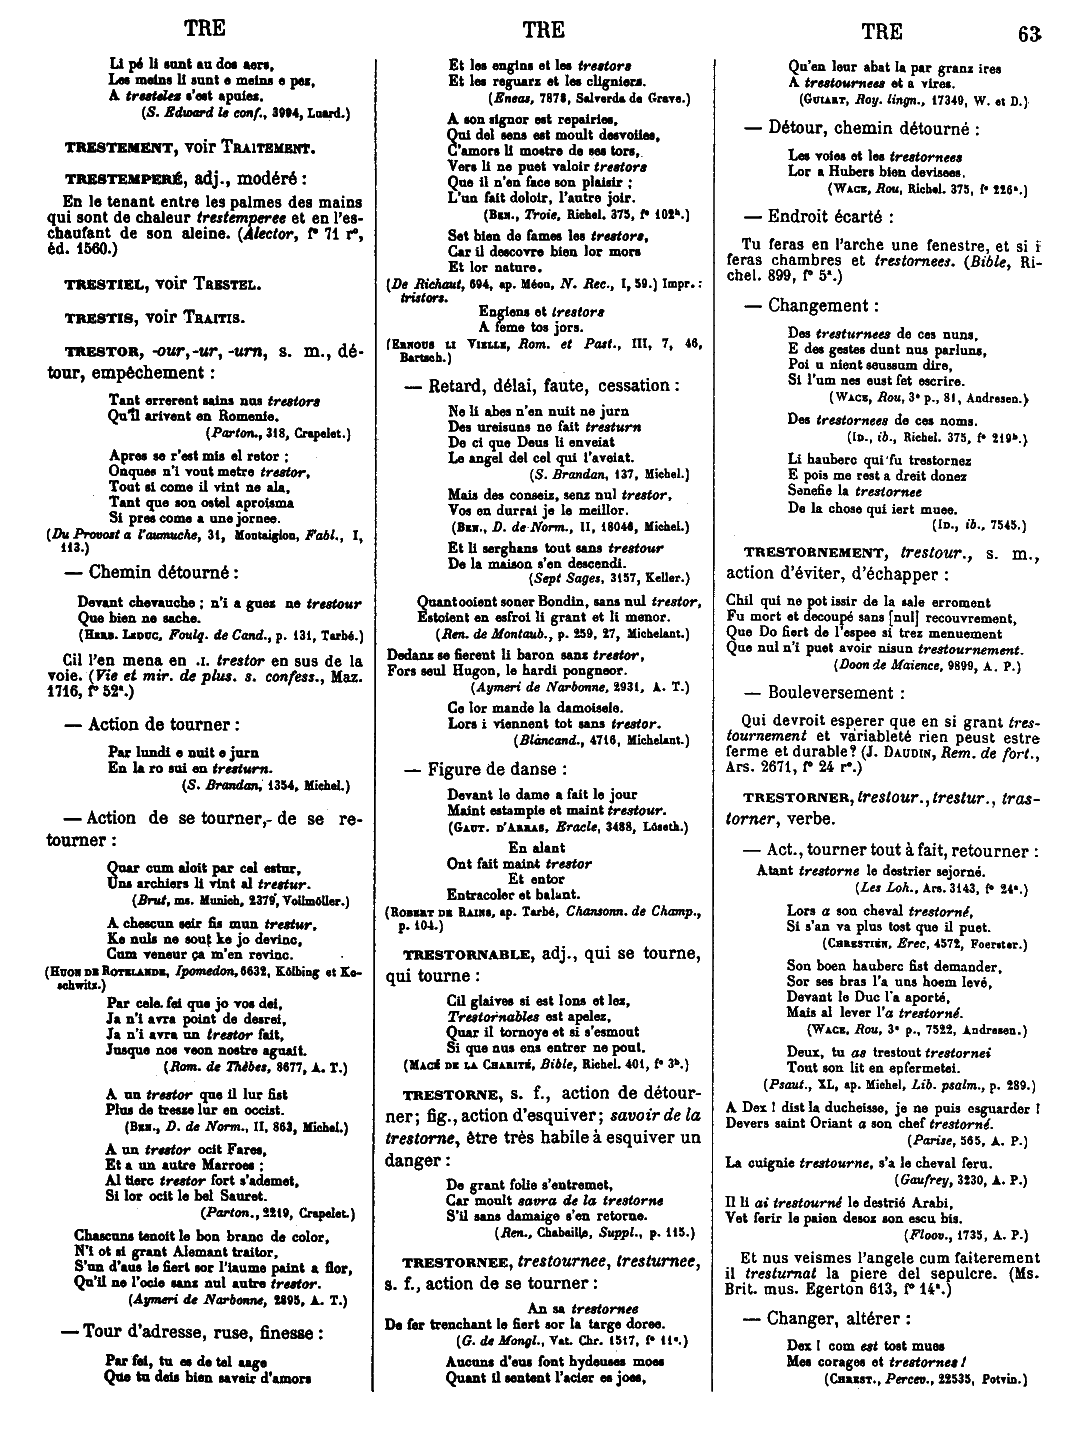 TRE
TRE
TRE
63
Li pé li sunt au dos aers,
Les meins li sunt e meins e pes,
A tresteles s'est apuies.
(S. Edward le conf., 3994, Luard.)
TRESTEMENT, voir TRAITEMENT.
TRESTEMPERÉ, adj., modéré :
En le tenant entre les palmes des mains
qui sont de chaleur trestemperee et en l'es-
chaufant de son aleine. (Alector, f° 71 r°,
éd. 1560.)
TRESTIEL, voir TRESTEL.
TRESTIS, voir TRAITIS.
TRESTOR, -our, -ur, -urn, s. m., dé-
tour, empêchement :
Tant errerent sains nus trestors
Qu'il arivent en Romenie.
(Parton., 318, Crapelet.)
Apres se r'est mis el retor ;
Onques n'i vout metre trestor,
Tout si come il vint ne ala,
Tant que son ostel aproisma
Si pres come a une jornee.
(Du Provost a l'aumuche, 31, Montaiglon, Fabl., I,
113.)
— Chemin détourné :
Devant chevauche ; n'i a guez ne trestour
Que bien ne sache.
(HERB. LEDUC, Foulq. de Cand., p. 131, Tarbé.)
Cil l'en mena en .I. trestor en sus de la
voie. (Vie et mir. de plus. s. confess., Maz.
1716, f° 52ª.)
— Action de tourner :
Par lundi e nuit e jurn
En la ro sui en tresturn.
(S. Brandan, 1354, Michel.)
— Action de se tourner, de se re-
tourner :
Quar cum aloit par cel estur,
Uns archiers li vint al trestur.
(Brut, ms. Munich, 2379, Vollmöller.)
A chescun seir fis mun trestur,
Ke nuls ne sout ke jo devinc,
Cum veneur ça m'en revinc.
(HUON DE ROTELANDE, Ipomedon, 6632, Kölbing et Ko-
schwitz.)
Par cele fei que jo vos dei,
Ja n'i avra point de desrei,
Ja n'i avra un trestor fait,
Jusque nos veon nostre aguait.
(Rom. de Thèbes, 8677, A. T.)
A un trestor que il lur fist
Plus de tresse lur en occist.
(BEN., D. de Norm., II, 863, Michel.)
A un trestor ocit Fares,
Et a un autre Marroes ;
Al tierc trestor fort s'ademet,
Si lor ocit le bel Sauret.
(Parton., 2219, Crapelet.)
Chascuns tenoit le bon branc de color,
N'i ot si grant Alemant traitor,
S'un d'aus le fiert sor l'iaume paint a flor,
Qu'il ne l'ocie sanz nul autre trestor.
(Aymeri de Narbonne, 2895, A. T.)
— Tour d'adresse, ruse, finesse :
Par fei, tu es de tel aage
Que tu deis bien saveir d'amors
Et les engins et les trestors
Et les reguarz et les cligniers.
(Eneas, 7878, Salverda de Grave.)
A son signor est repairies,
Qui del sens est moult desvoiies,
C'amors li mostre de ses tors,
Vers li ne puet valoir trestors
Que il n'en face son plaisir ;
L'un fait doloir, l'autre joir.
(BEN., Troie, Richel. 375, f° 102ᵇ.)
Set bien de fames les trestors,
Car il descovre bien lor mors
Et lor nature.
(De Richaut, 694, ap. Méon, N. Rec., I, 59.) Impr. :
tristors.
Engiens et trestors
A feme tos jors.
(ERNOUS LI VIELLE, Rom. et Past., III, 7, 46,
Bartsch.)
— Retard, délai, faute, cessation :
Ne li abes n'en nuit ne jurn
Des ureisuns ne fait tresturn
De ci que Deus li enveiat
Le angel del cel qui l'aveiat.
(S. Brandan, 137, Michel.)
Mais des conseiz, senz nul trestor,
Vos en durrai je le meillor.
(BEN., D. de Norm., II, 18046, Michel.)
Et li serghans tout sans trestour
De la maison s'en descendi.
(Sept Sages, 3157, Keller.)
Quant ooient soner Bondin, sans nul trestor,
Estoient en esfroi li grant et li menor.
(Ren. de Montaub., p. 259, 27, Michelant.)
Dedanz se fierent li baron sanz trestor,
Fors seul Hugon, le hardi pongneor.
(Aymeri de Narbonne, 2931, A. T.)
Ce lor mande la damoisele.
Lors i viennent tot sans trestor.
(Blancand., 4716, Michelant.)
— Figure de danse :
Devant le dame a fait le jour
Maint estampie et maint trestour.
(GAUT. D'ARRAS, Eracle, 3488, Löseth.)
En alant
Ont fait maint trestor
Et entor
Entracoler et balant.
(ROBERT DE RAINS, ap. Tarbé, Chansonn. de Champ.,
p. 104.)
TRESTORNABLE, adj., qui se tourne,
qui tourne :
Cil glaives si est lons et lez,
Trestornables est apelez,
Quar il tornoye et si s'esmout
Si que nus ens entrer ne pout.
(MACÉ DE LA CHARITÉ, Bible, Richel. 401, f° 3ᵇ.)
TRESTORNE, s. f., action de détour-
ner ; fig., action d'esquiver ; savoir de la
trestorne, être très habile à esquiver un
danger :
De grant folie s'entremet,
Car moult savra de la trestorne
S'il sans damaige s'en retorne.
(Ren., Chabaille, Suppl., p. 115.)
TRESTORNEE, trestournee, tresturnee,
s. f., action de se tourner :
An sa trestornee
De fer trenchant le fiert sor la targe doree.
(G. de Mongl., Vat. Chr. 1517, f° 11ᵃ.)
Aucuns d'eus font hydeuses moes
Quant il sentent l'acier es joes,
Qu'en leur abat la par granz ires
A trestournees et a vires.
(GUIART, Roy. lingn., 17349, W. et D.)
— Détour, chemin détourné :
Les voies et les trestornees
Lor a Hubers bien devisees.
(WACE, Rou, Richel. 375, f° 226ᵃ.)
— Endroit écarté :
Tu feras en l'arche une fenestre, et si i
feras chambres et trestornees. (Bible, Ri-
chel. 899, f° 5ᵃ.)
— Changement :
Des tresturnees de ces nuns,
E des gestes dunt nus parluns,
Poi u nient seussum dire,
Si l'um nes eust fet escrire.
(WACE, Rou, 3ᵉ p., 81, Andresen.)
Des trestornees de ces noms.
(ID., ib., Richel. 375, f° 219ᵇ.)
Li hauberc qui fu trestornez
E pois me rest a dreit donez
Senefie la trestornee
De la chose qui iert muee.
(ID., ib., 7545.)
TRESTORNEMENT, trestour., s. m.,
action d'éviter, d'échapper :
Chil qui ne pot issir de la sale erroment
Fu mort et decoupé sans [nul] recouvrement,
Que Do fiert de l'espee si trez menuement
Que nul n'i puet avoir nisun trestournement.
(Doon de Maience, 9899, A. P.)
— Bouleversement :
Qui devroit esperer que en si grant tres-
tournement et variableté rien peust estre
ferme et durable? (J. DAUDIN, Rem. de fort.,
Ars. 2671, f° 24 r°.)
TRESTORNER, trestour., trestur., tras-
torner, verbe.
— Act., tourner tout à fait, retourner :
Atant trestorne le destrier sejorné.
(Les Loh., Ars. 3143, f° 24ᵃ.)
Lors a son cheval trestorné,
Si s'an va plus tost que il puet.
(CHRESTIEN, Erec, 4572, Foerster.)
Son boen hauberc fist demander,
Sor ses bras l'a uns hoem levé,
Devant le Duc l'a aporté,
Mais al lever l'a trestorné.
(WACE, Rou, 3ᵉ p., 7522, Andresen.)
Deux, tu as trestout trestornei
Tout son lit en epfermetei.
(Psaut., XL, ap. Michel, Lib. psalm., p. 289.)
A Dex ! dist la ducheisse, je ne puis esguarder !
Devers saint Oriant a son chef trestorné.
(Parise, 565, A. P.)
La cuignie trestourne, s'a le cheval feru.
(Gaufrey, 3230, A. P.)
Il li ai trestourné le destrié Arabi,
Vet ferir le paien desoz son escu bis.
(Floov., 1735, A. P.)
Et nus veismes l'angele cum faiterement
il tresturnat la piere del sepulcre. (Ms.
Brit. mus. Egerton 613, f° 14ᵃ.)
— Changer, altérer :
Dex ! com est tost mues
Mes corages et trestornes !
(CHREST., Percev., 22535, Potvin.)